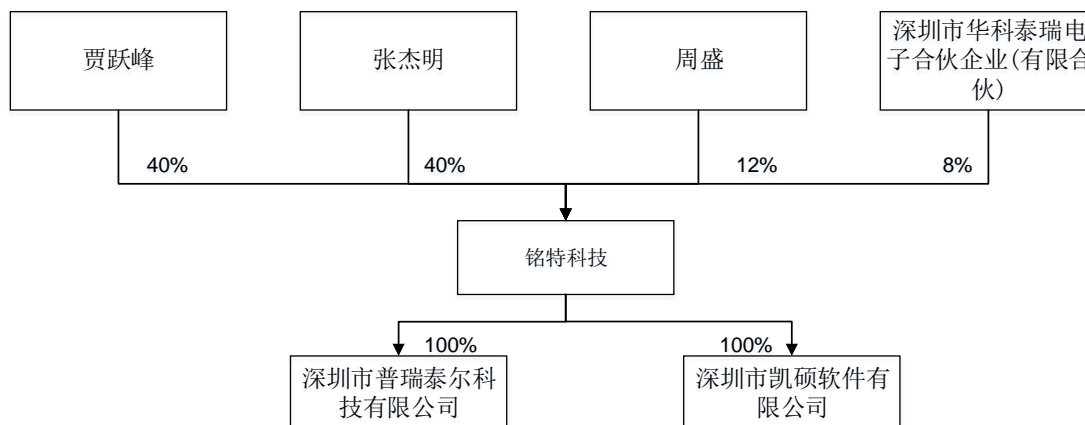 贾跃峰
张杰明
周盛
深圳市华科泰瑞电
子合伙企业(有限合
伙)
40%
40%
12%
8%
铭特科技
100%
100%
深圳市普瑞泰尔科
技有限公司
深圳市凯硕软件有
限公司